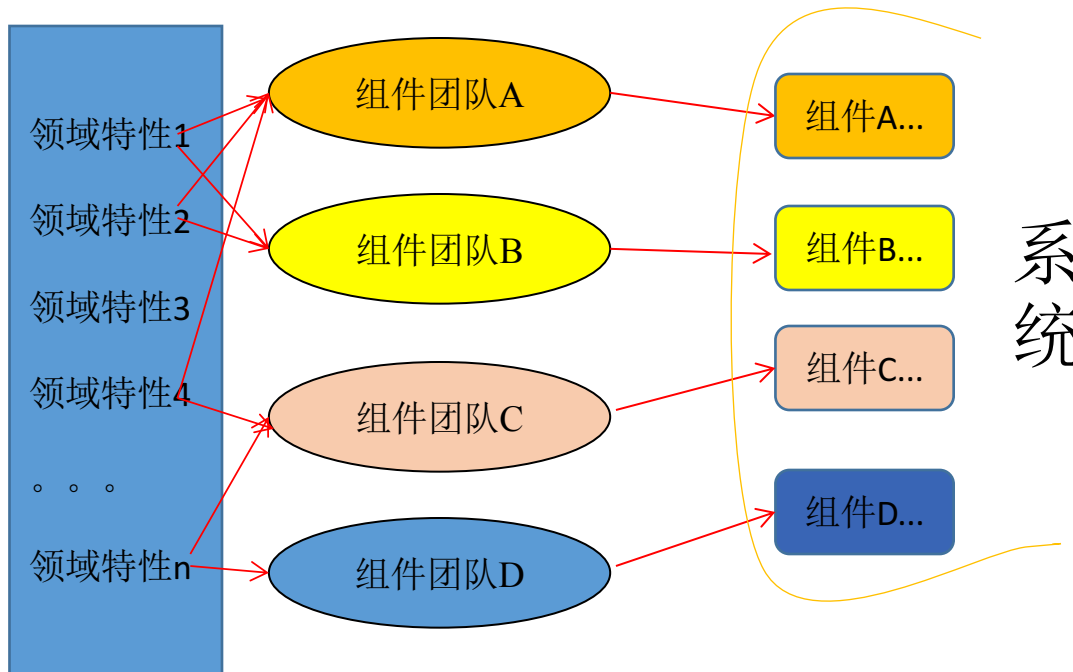 领域特性1
领域特性2
领域特性3
领域特性4
。。。
领域特性n
组件团队A
组件团队B
组件团队C
组件团队D
组件A...
组件B...
组件C...
组件D...
系
统